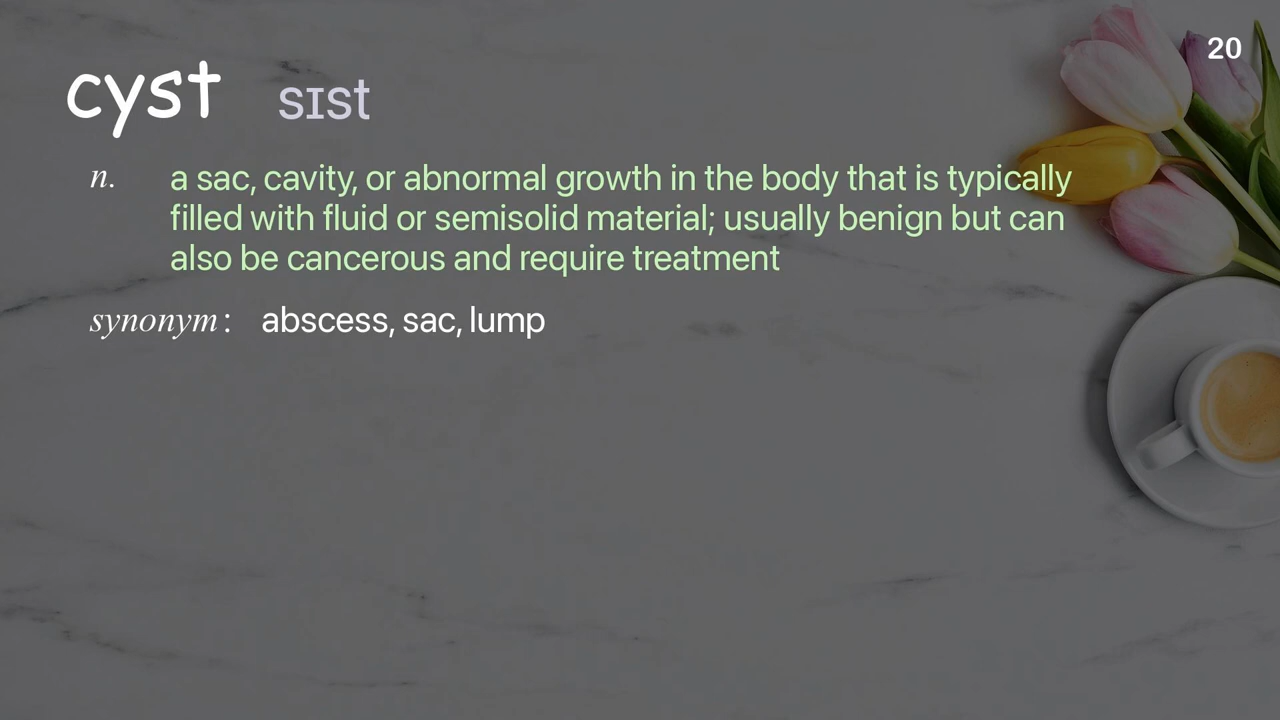 20
cyst sɪst
n. a sac, cavity, or abnormal growth in the body that is typically
filled with fluid or semisolid material; usually benign but can
also be cancerous and require treatment
synonym: abscess, sac, lump